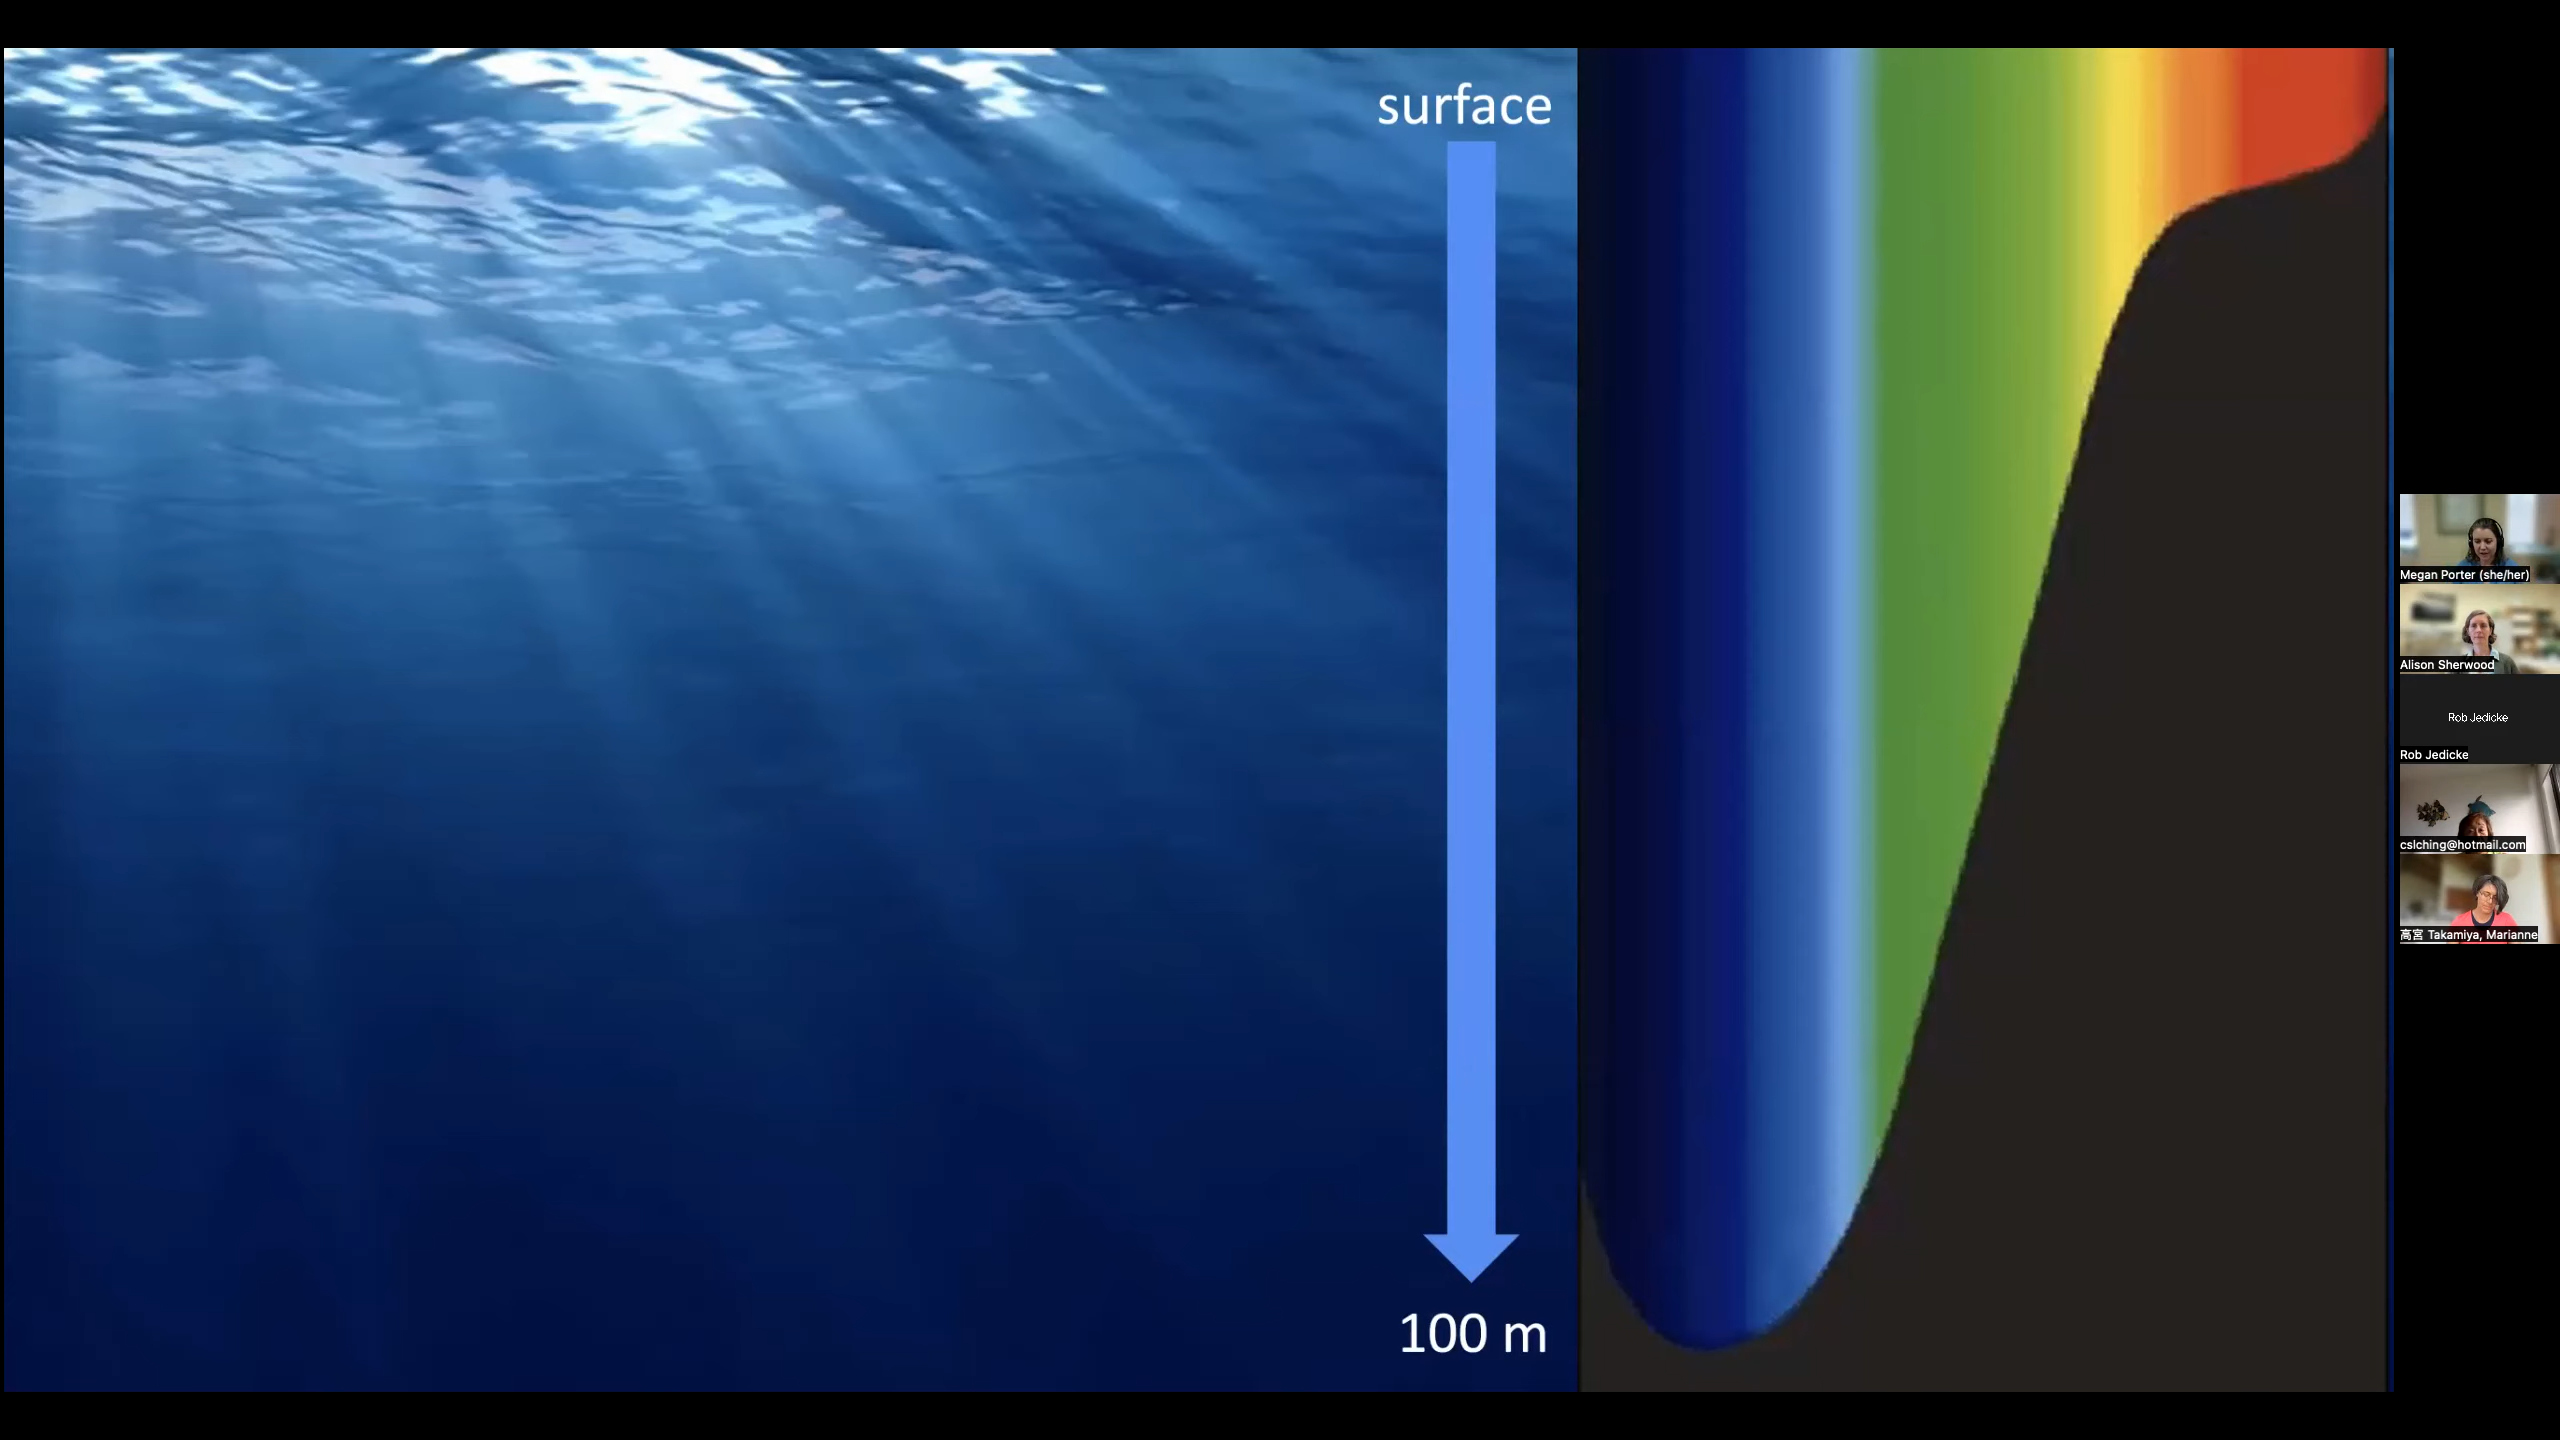 surface
100 m
Megan Porter (she/her)
Alison Sherwood
Rob Jedicke
Rob Jedicke
cslching@hotmail.com
高宮 Takamiya, Marianne